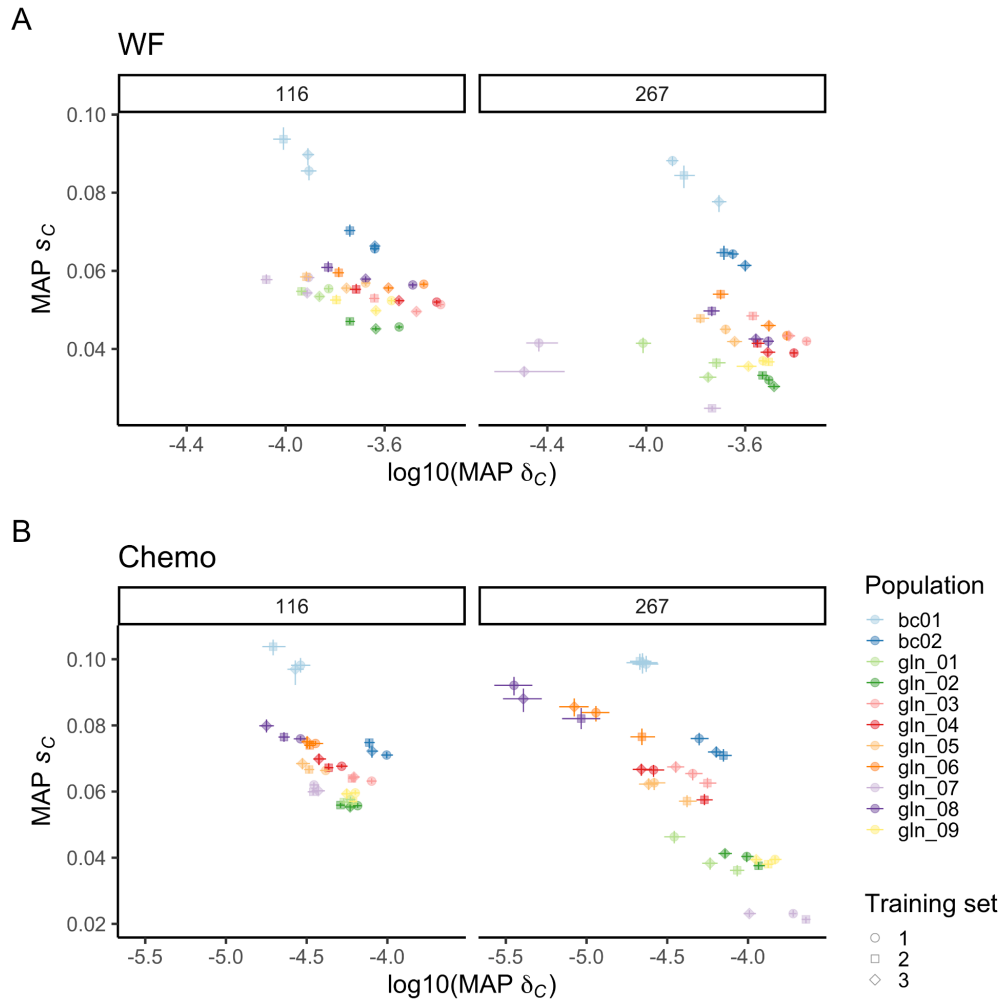 A
WF
116
267
0.10
0.08
0.06
0.04
MAP s_C
-4.4
-4.0
-3.6
-4.4
-4.0
-3.6
log10(MAP δ_C)
B
Chemo
116
267
0.10
0.08
0.06
0.04
0.02
MAP s_C
-5.5
-5.0
-4.5
-4.0
-5.5
-5.0
-4.5
-4.0
log10(MAP δ_C)
Population
bc01
bc02
gln_01
gln_02
gln_03
gln_04
gln_05
gln_06
gln_07
gln_08
gln_09
Training set
1
2
3